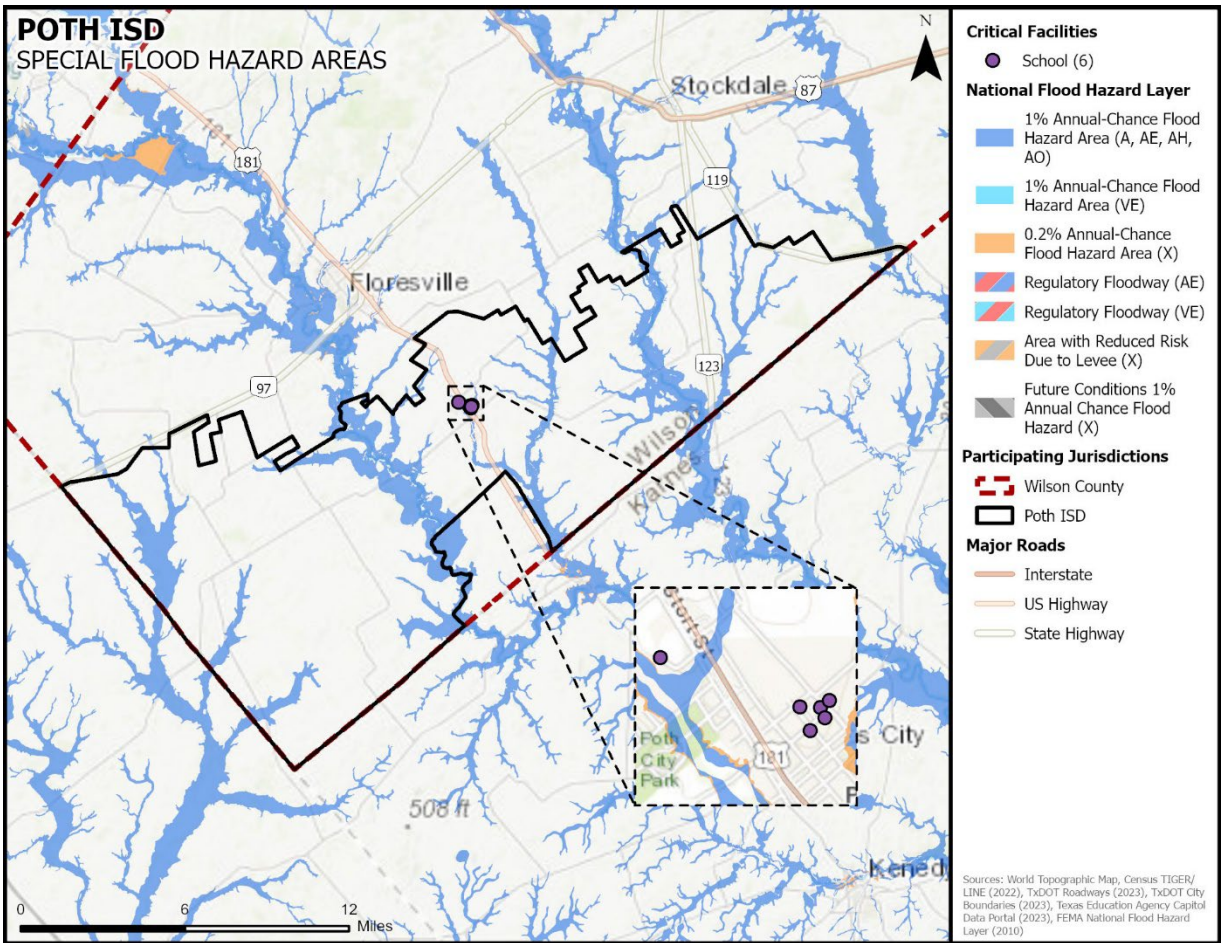 POTH ISD
SPECIAL FLOOD HAZARD AREAS
N
Stockdale
87
181
181
119
Floresville
97
123
Wilson
Karnes
123
Stort St
Poth
City
Park
181
s City
508 ft
Kenedy
0 6 12
Miles
Critical Facilities
School (6)
National Flood Hazard Layer
1% Annual-Chance Flood
Hazard Area (A, AE, AH,
AO)
1% Annual-Chance Flood
Hazard Area (VE)
0.2% Annual-Chance
Flood Hazard Area (X)
Regulatory Floodway (AE)
Regulatory Floodway (VE)
Area with Reduced Risk
Due to Levee (X)
Future Conditions 1%
Annual Chance Flood
Hazard (X)
Participating Jurisdictions
Wilson County
Poth ISD
Major Roads
Interstate
US Highway
State Highway
Sources: World Topographic Map, Census TIGER/
LINE (2022), TxDOT Roadways (2023), TxDOT City
Boundaries (2023), Texas Education Agency Capitol
Data Portal (2023), FEMA National Flood Hazard
Layer (2010)